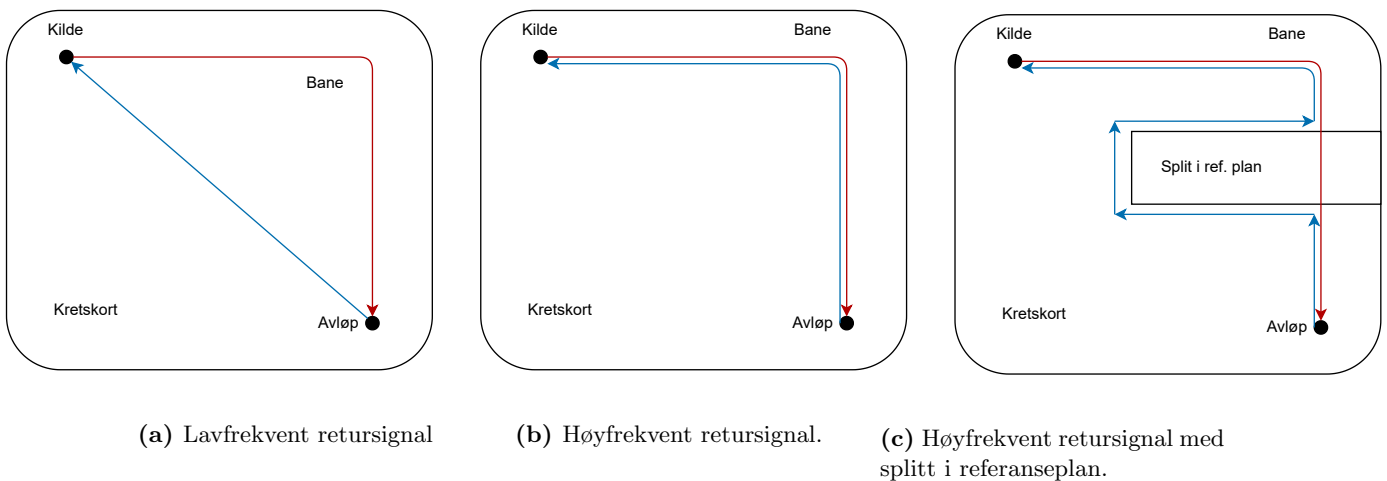 Kilde
Bane
Kretskort
Avløp
(a) Lavfrekvent retursignal
Kilde
Bane
Kretskort
Avløp
(b) Høyfrekvent retursignal.
Kilde
Bane
Split i ref. plan
Kretskort
Avløp
(c) Høyfrekvent retursignal med
splitt i referanseplan.